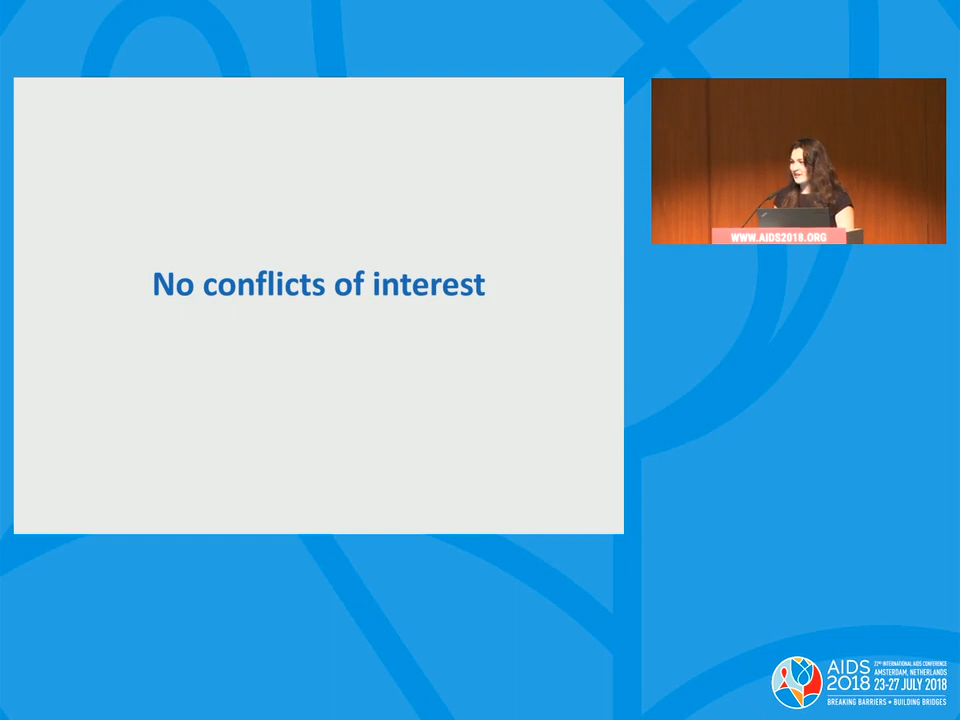 No conflicts of interest
WWW.AIDS2018.ORG
AIDS
2018
22ND INTERNATIONAL AIDS CONFERENCE
AMSTERDAM, NETHERLANDS
23-27 JULY 2018
BREAKING BARRIERS • BUILDING BRIDGES